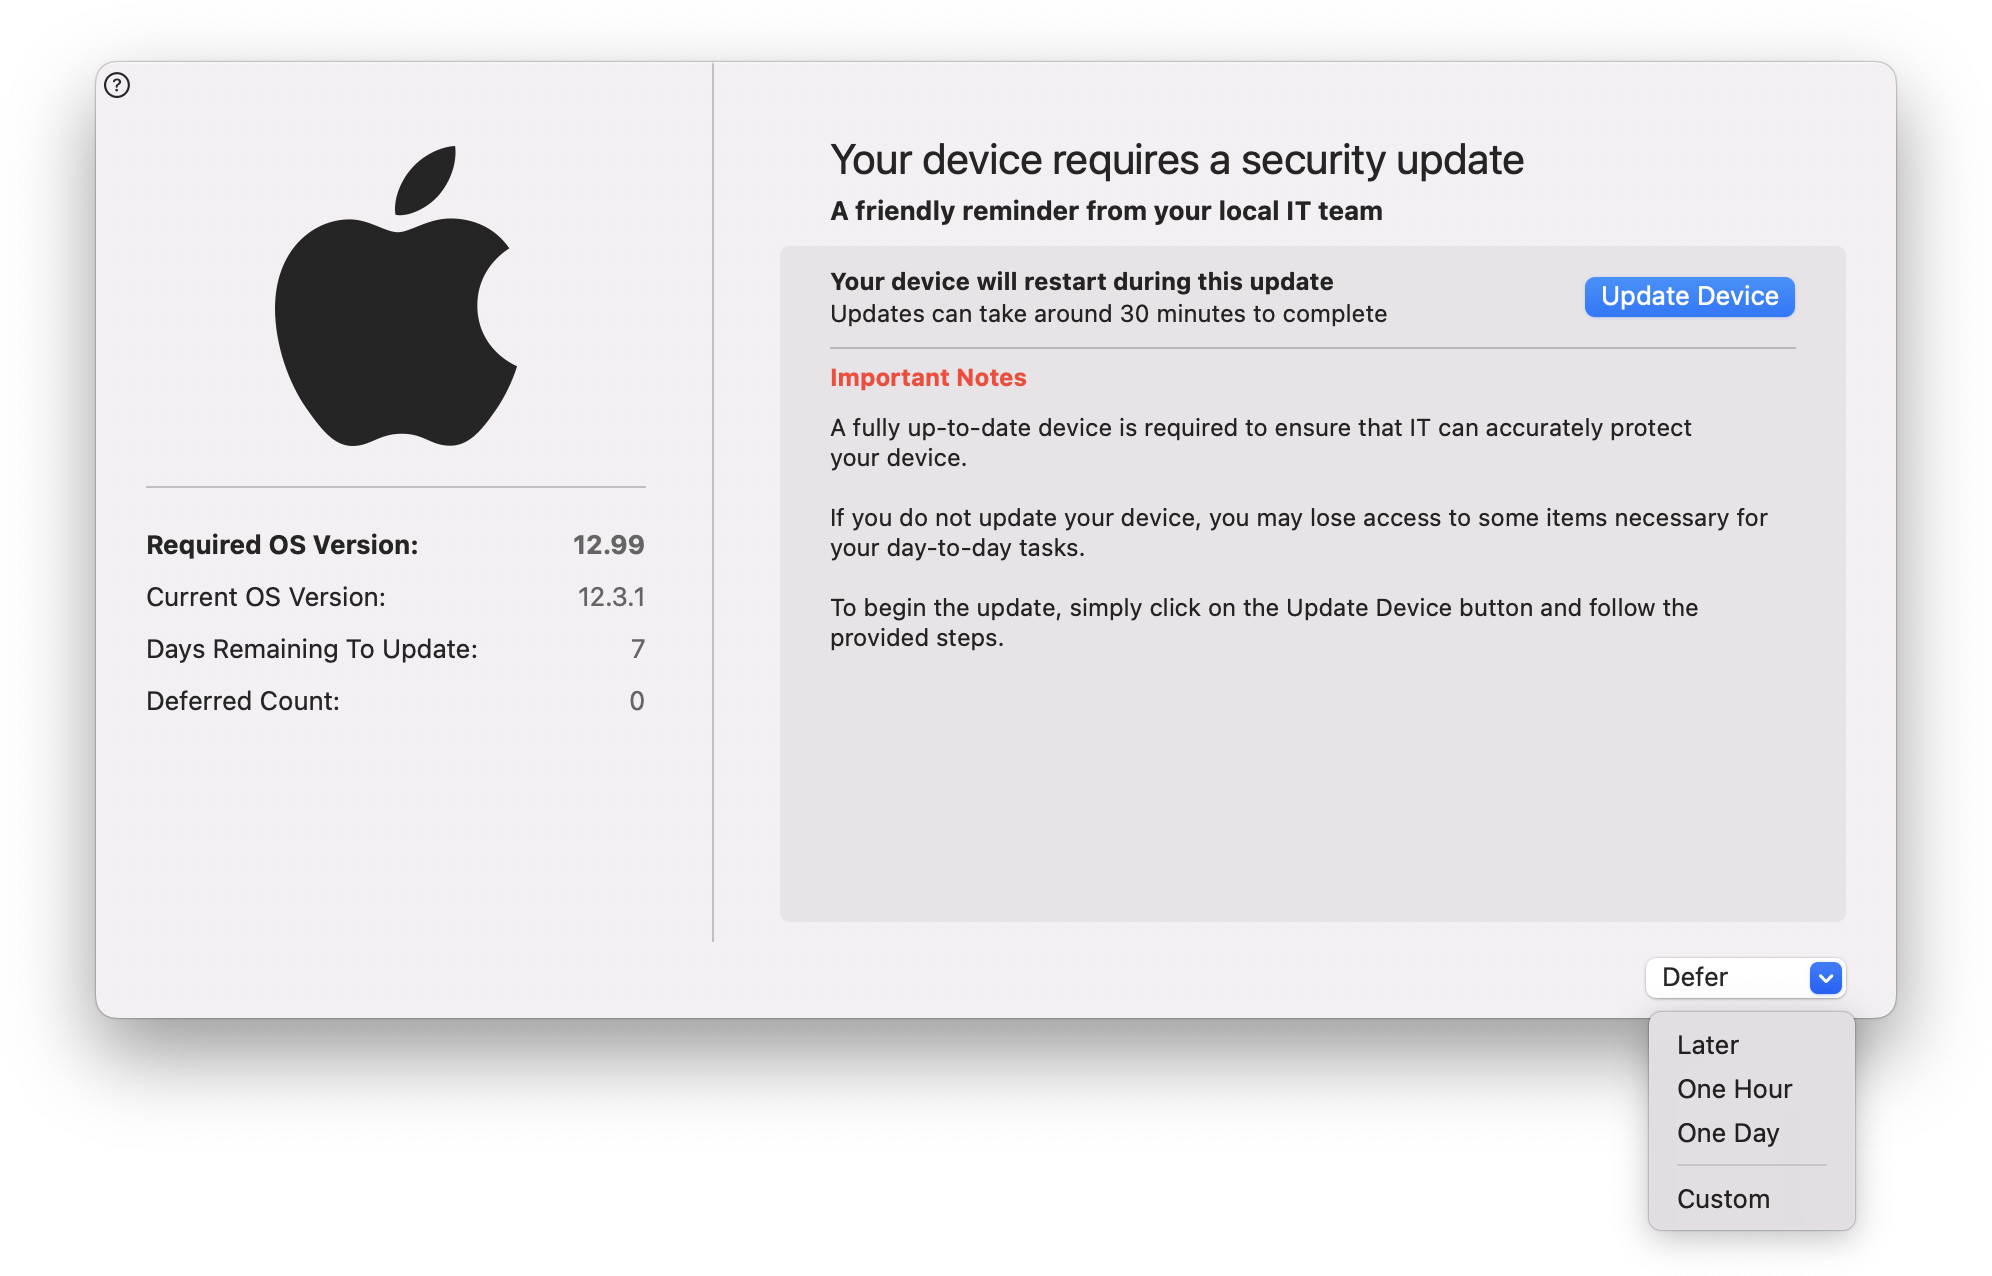 ?
Required OS Version: 12.99
Current OS Version: 12.3.1
Days Remaining To Update: 7
Deferred Count: 0
Your device requires a security update
A friendly reminder from your local IT team
Your device will restart during this update
Updates can take around 30 minutes to complete
Update Device
Important Notes
A fully up-to-date device is required to ensure that IT can accurately protect
your device.
If you do not update your device, you may lose access to some items necessary for
your day-to-day tasks.
To begin the update, simply click on the Update Device button and follow the
provided steps.
Defer
Later
One Hour
One Day
Custom